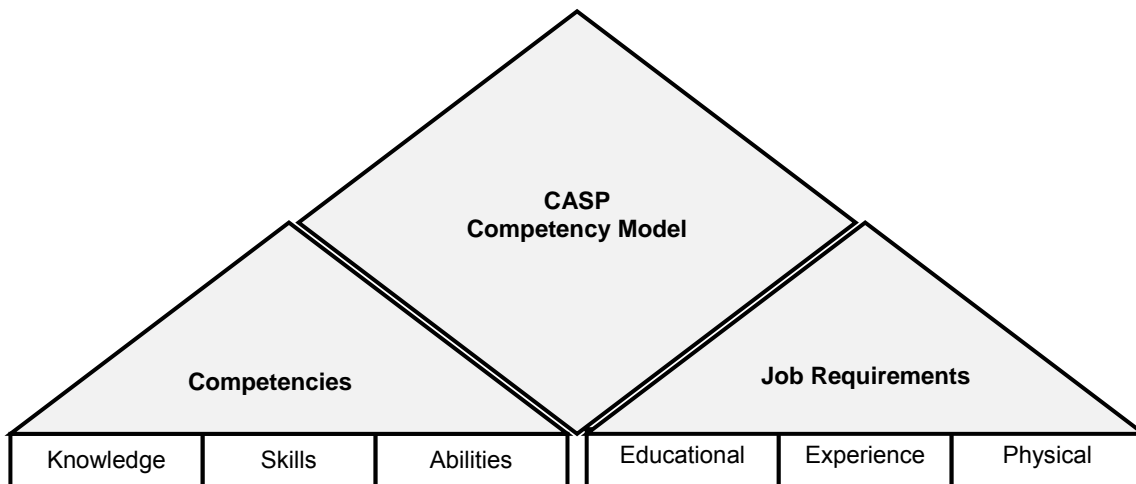 CASP
Competency Model
Competencies
Job Requirements
Knowledge
Skills
Abilities
Educational
Experience
Physical